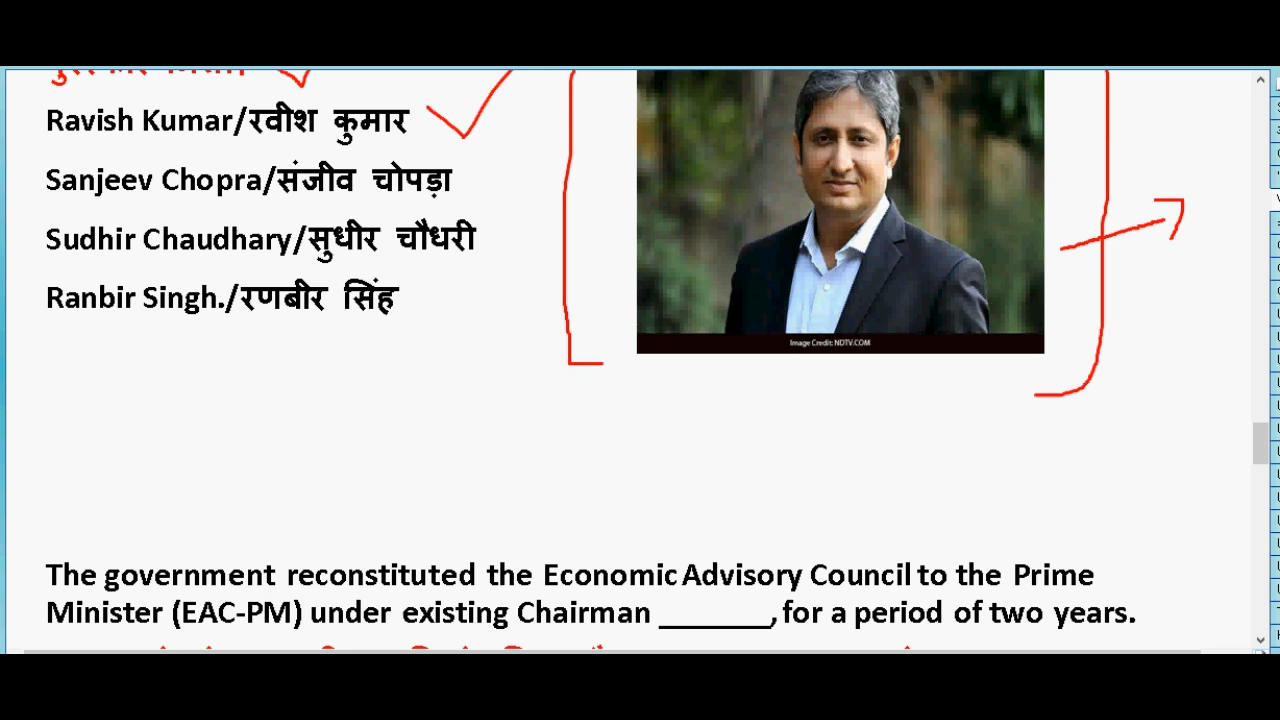 Ravish Kumar/रवीश कुमार
Sanjeev Chopra/संजीव चोपड़ा
Sudhir Chaudhary/सुधीर चौधरी
Ranbir Singh./रणबीर सिंह
Image Credit: NDTV.COM
The government reconstituted the Economic Advisory Council to the Prime
Minister (EAC-PM) under existing Chairman _______, for a period of two years.